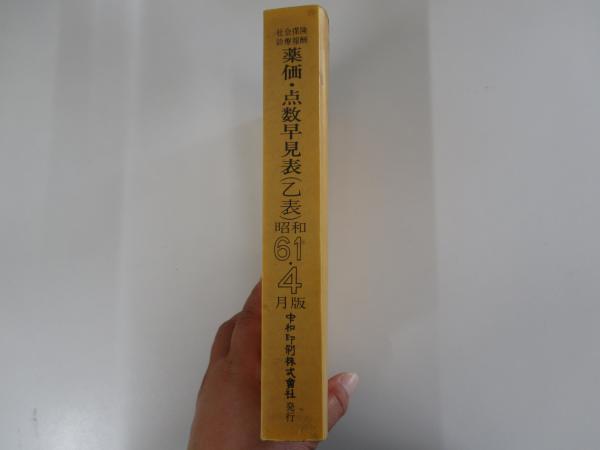 社会保険
診療報酬
薬価・点数早見表(乙表)
昭和
61・4
月版
中和印刷株式會社
発行